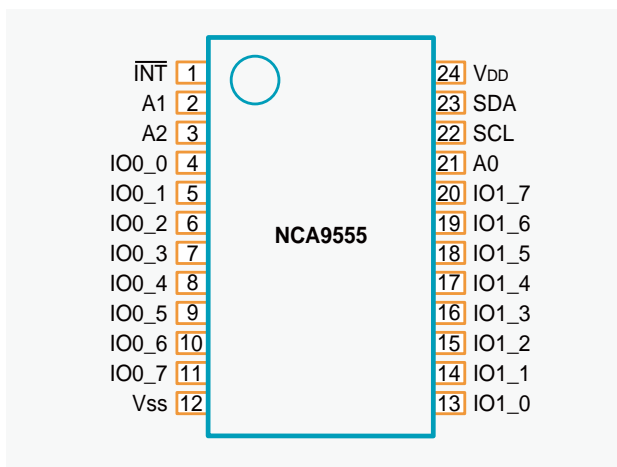 INT 1
A1 2
A2 3
IO0_0 4
IO0_1 5
IO0_2 6
IO0_3 7
IO0_4 8
IO0_5 9
IO0_6 10
IO0_7 11
Vss 12
NCA9555
24 VDD
23 SDA
22 SCL
21 A0
20 IO1_7
19 IO1_6
18 IO1_5
17 IO1_4
16 IO1_3
15 IO1_2
14 IO1_1
13 IO1_0